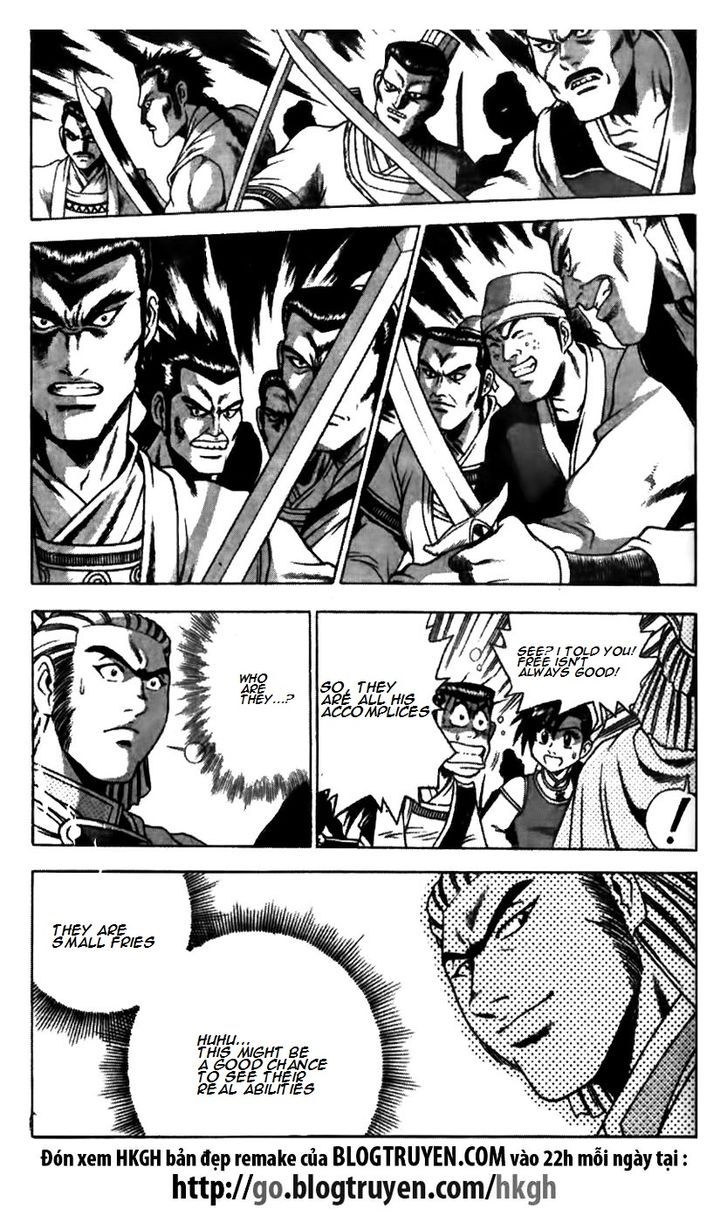 WHO
ARE
THEY...?
SO, THEY
ARE ALL HIS
ACCOMPLICES
SEE? I TOLD YOU!
FREE ISN'T
ALWAYS GOOD!
!
THEY ARE
SMALL FRIES
HUHU...
THIS MIGHT BE
A GOOD CHANCE
TO SEE THEIR
REAL ABILITIES
Đón xem HKGH bản đẹp remake của BLOGTRUYEN.COM vào 22h mỗi ngày tại :
http://go.blogtruyen.com/hkgh